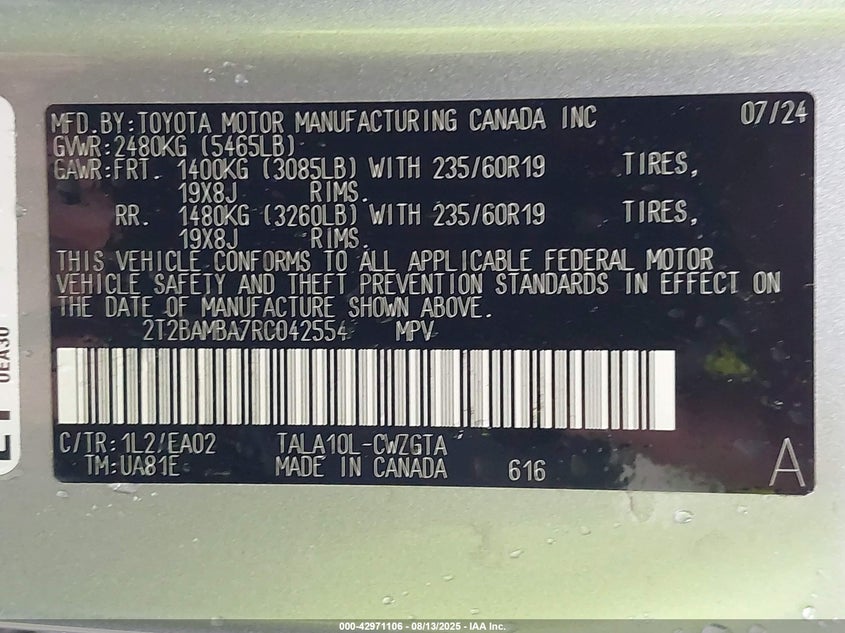 MFD.BY:TOYOTA MOTOR MANUFACTURING CANADA INC 07/24
GVWR:2480KG (5465LB)
GAWR:FRT. 1400KG (3085LB) WITH 235/60R19 TIRES,
19X8J RIMS.
RR. 1480KG (3260LB) WITH 235/60R19 TIRES,
19X8J RIMS.
THIS VEHICLE CONFORMS TO ALL APPLICABLE FEDERAL MOTOR
VEHICLE SAFETY AND THEFT PREVENTION STANDARDS IN EFFECT ON
THE DATE OF MANUFACTURE SHOWN ABOVE.
2T2BAMBA7RC042554 MPV
C/TR:1L2/EA02 TALA10L-CWZGTA
TM:UA81E MADE IN CANADA 616 A
0EA30
000-42971106 - 08/13/2025 - IAA Inc.